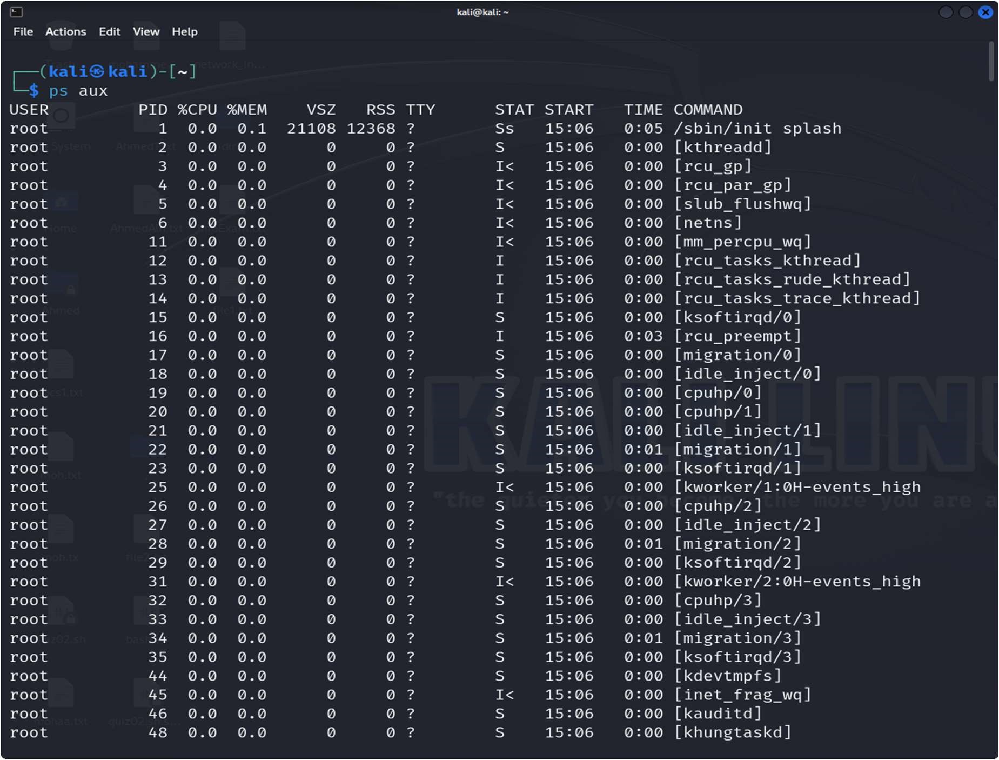 kali@kali: ~
File Actions Edit View Help
┌──(kali㉿kali)-[~]
└─$ ps aux
USER PID %CPU %MEM VSZ RSS TTY STAT START TIME COMMAND
root 1 0.0 0.1 21108 12368 ? Ss 15:06 0:05 /sbin/init splash
root 2 0.0 0.0 0 0 ? S 15:06 0:00 [kthreadd]
root 3 0.0 0.0 0 0 ? I< 15:06 0:00 [rcu_gp]
root 4 0.0 0.0 0 0 ? I< 15:06 0:00 [rcu_par_gp]
root 5 0.0 0.0 0 0 ? I< 15:06 0:00 [slub_flushwq]
root 6 0.0 0.0 0 0 ? I< 15:06 0:00 [netns]
root 11 0.0 0.0 0 0 ? I< 15:06 0:00 [mm_percpu_wq]
root 12 0.0 0.0 0 0 ? I 15:06 0:00 [rcu_tasks_kthread]
root 13 0.0 0.0 0 0 ? I 15:06 0:00 [rcu_tasks_rude_kthread]
root 14 0.0 0.0 0 0 ? I 15:06 0:00 [rcu_tasks_trace_kthread]
root 15 0.0 0.0 0 0 ? S 15:06 0:00 [ksoftirqd/0]
root 16 0.0 0.0 0 0 ? I 15:06 0:03 [rcu_preempt]
root 17 0.0 0.0 0 0 ? S 15:06 0:00 [migration/0]
root 18 0.0 0.0 0 0 ? S 15:06 0:00 [idle_inject/0]
root 19 0.0 0.0 0 0 ? S 15:06 0:00 [cpuhp/0]
root 20 0.0 0.0 0 0 ? S 15:06 0:00 [cpuhp/1]
root 21 0.0 0.0 0 0 ? S 15:06 0:00 [idle_inject/1]
root 22 0.0 0.0 0 0 ? S 15:06 0:01 [migration/1]
root 23 0.0 0.0 0 0 ? S 15:06 0:00 [ksoftirqd/1]
root 25 0.0 0.0 0 0 ? I< 15:06 0:00 [kworker/1:0H-events_high
root 26 0.0 0.0 0 0 ? S 15:06 0:00 [cpuhp/2]
root 27 0.0 0.0 0 0 ? S 15:06 0:00 [idle_inject/2]
root 28 0.0 0.0 0 0 ? S 15:06 0:01 [migration/2]
root 29 0.0 0.0 0 0 ? S 15:06 0:00 [ksoftirqd/2]
root 31 0.0 0.0 0 0 ? I< 15:06 0:00 [kworker/2:0H-events_high
root 32 0.0 0.0 0 0 ? S 15:06 0:00 [cpuhp/3]
root 33 0.0 0.0 0 0 ? S 15:06 0:00 [idle_inject/3]
root 34 0.0 0.0 0 0 ? S 15:06 0:01 [migration/3]
root 35 0.0 0.0 0 0 ? S 15:06 0:00 [ksoftirqd/3]
root 44 0.0 0.0 0 0 ? S 15:06 0:00 [kdevtmpfs]
root 45 0.0 0.0 0 0 ? I< 15:06 0:00 [inet_frag_wq]
root 46 0.0 0.0 0 0 ? S 15:06 0:00 [kauditd]
root 48 0.0 0.0 0 0 ? S 15:06 0:00 [khungtaskd]